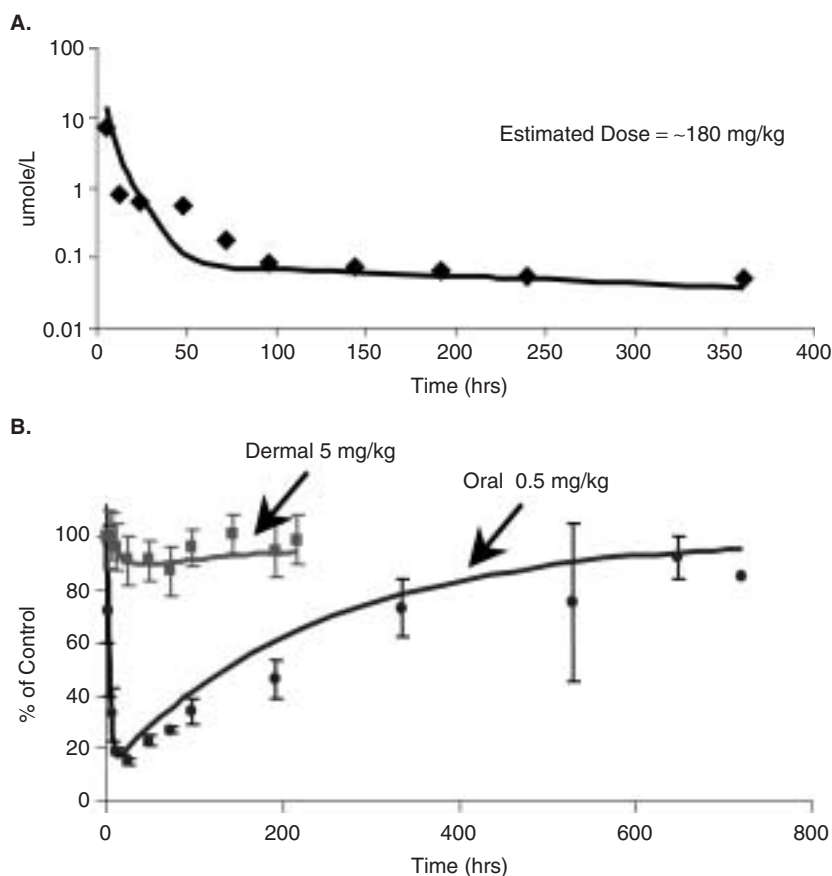 A.
100
10
1
0.1
0.01
umole/L
Estimated Dose = ~180 mg/kg
0 50 100 150 200 250 300 350 400
Time (hrs)
B.
Dermal 5 mg/kg
Oral 0.5 mg/kg
100
80
60
40
20
0
% of Control
0 200 400 600 800
Time (hrs)